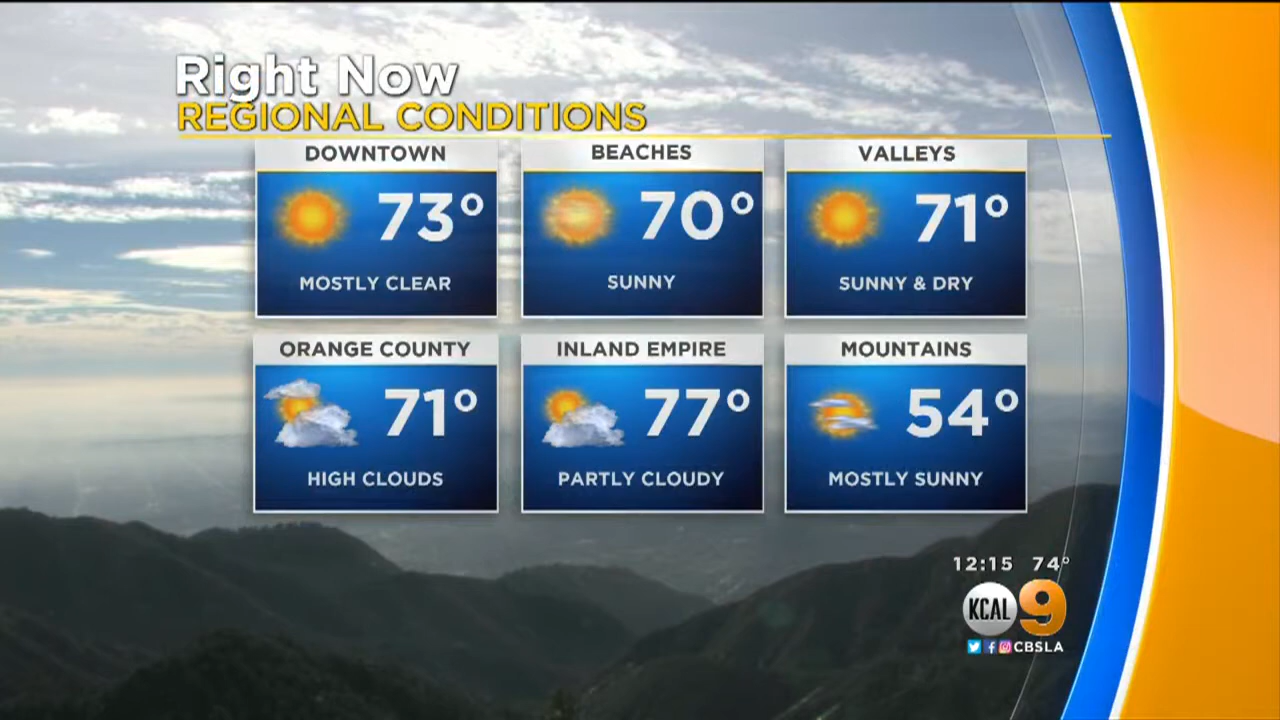 Right Now
REGIONAL CONDITIONS
DOWNTOWN
73°
MOSTLY CLEAR
BEACHES
70°
SUNNY
VALLEYS
71°
SUNNY & DRY
ORANGE COUNTY
71°
HIGH CLOUDS
INLAND EMPIRE
77°
PARTLY CLOUDY
MOUNTAINS
54°
MOSTLY SUNNY
12:15 74°
KCAL 9
CBSLA